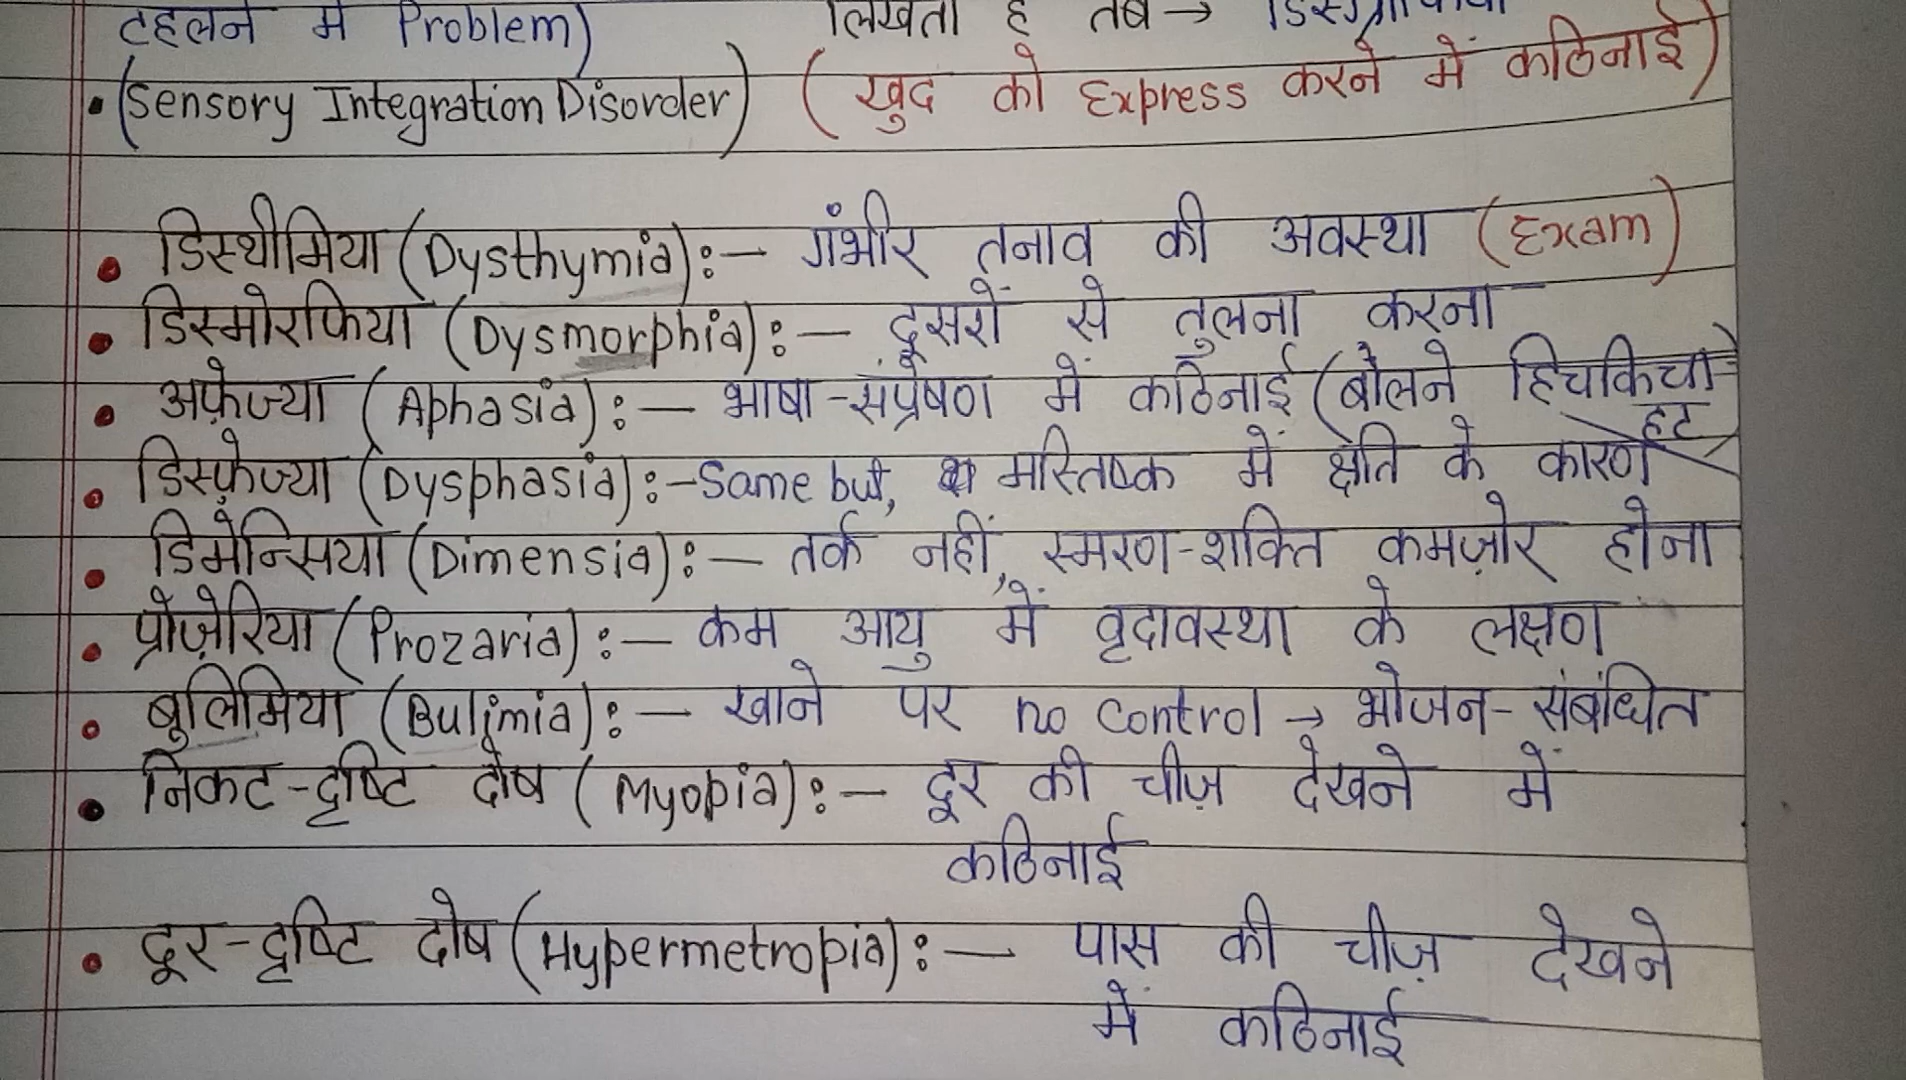 टहलने में Problem) लिखता है तब → डिस्ग्राफिया
• (Sensory Integration Disorder) (खुद को Express करने में कठिनाई)
• डिस्थीमिया (Dysthymia):— गंभीर तनाव की अवस्था (Exam)
• डिस्मोरफिया (Dysmorphia):— दूसरों से तुलना करना
• अफ़ेज्या (Aphasia):— भाषा-संप्रेषण में कठिनाई (बोलने हिचकिचा
हट
• डिस्फ़ेज्या (Dysphasia):— Same but, मस्तिष्क में क्षति के कारण
• डिमेन्सिया (Dimensia):— तर्क नहीं, स्मरण-शक्ति कमज़ोर होना
• प्रोज़ेरिया (Prozaria):— कम आयु में वृदावस्था के लक्षण
• बुलिमिया (Bulimia):— खाने पर no control → भोजन-संबंधित
• निकट-दृष्टि दोष (Myopia):— दूर की चीज़ देखने में
कठिनाई
• दूर-दृष्टि दोष (Hypermetropia):— पास की चीज़ देखने
में कठिनाई